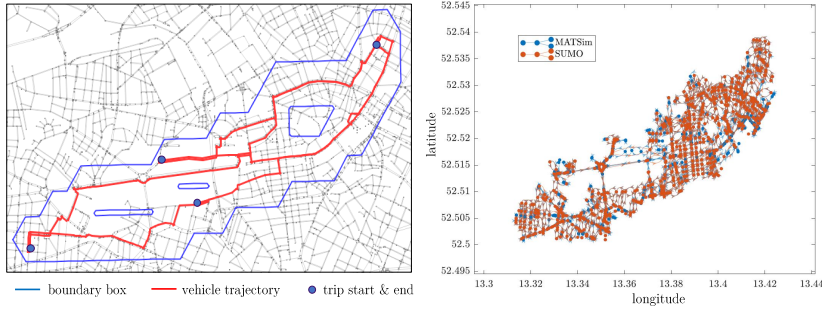 boundary box
vehicle trajectory
trip start & end
MATSim
SUMO
latitude
52.545
52.54
52.535
52.53
52.525
52.52
52.515
52.51
52.505
52.5
52.495
13.3 13.32 13.34 13.36 13.38 13.4 13.42 13.44
longitude